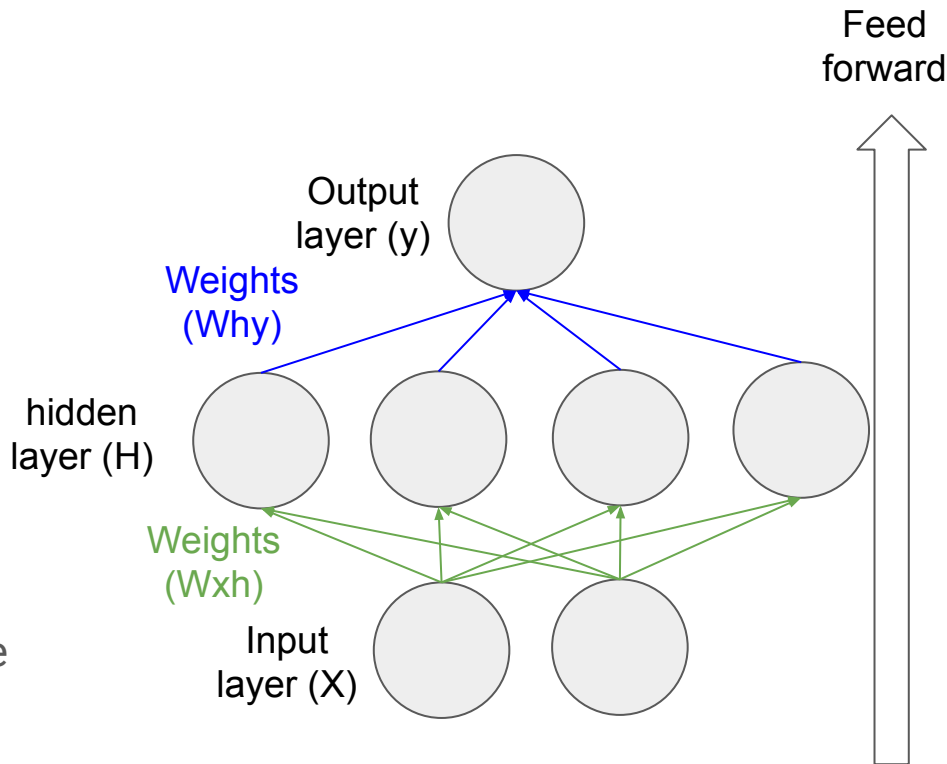 Feed
forward
Output
layer (y)
Weights
(Why)
hidden
layer (H)
Weights
(Wxh)
Input
layer (X)
e